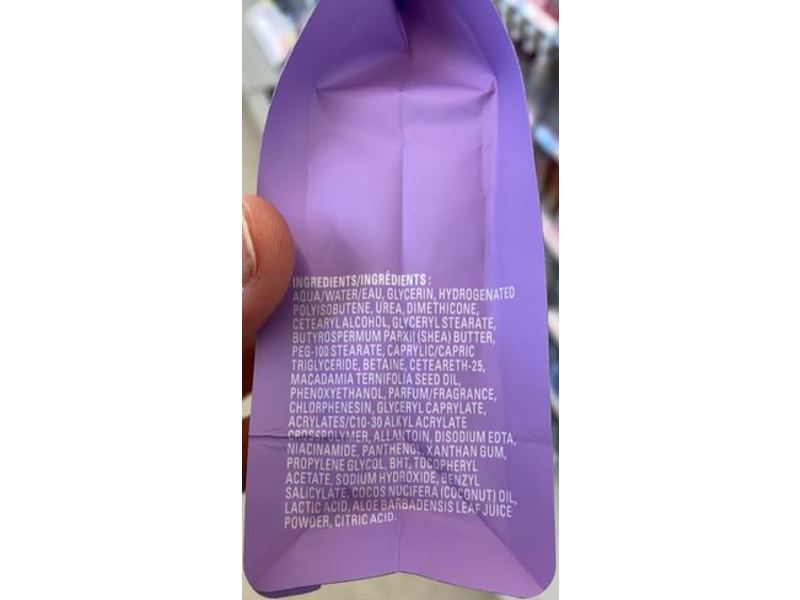 INGREDIENTS/INGRÉDIENTS :
AQUA/WATER/EAU, GLYCERIN, HYDROGENATED
POLYISOBUTENE, UREA, DIMETHICONE,
CETEARYL ALCOHOL, GLYCERYL STEARATE,
BUTYROSPERMUM PARKII (SHEA) BUTTER,
PEG-100 STEARATE, CAPRYLIC/CAPRIC
TRIGLYCERIDE, BETAINE, CETEARETH-25,
MACADAMIA TERNIFOLIA SEED OIL,
PHENOXYETHANOL, PARFUM/FRAGRANCE,
CHLORPHENESIN, GLYCERYL CAPRYLATE,
ACRYLATES/C10-30 ALKYL ACRYLATE
CROSSPOLYMER, ALLANTOIN, DISODIUM EDTA,
NIACINAMIDE, PANTHENOL, XANTHAN GUM,
PROPYLENE GLYCOL, BHT, TOCOPHERYL
ACETATE, SODIUM HYDROXIDE, BENZYL
SALICYLATE, COCOS NUCIFERA (COCONUT) OIL,
LACTIC ACID, ALOE BARBADENSIS LEAF JUICE
POWDER, CITRIC ACID.